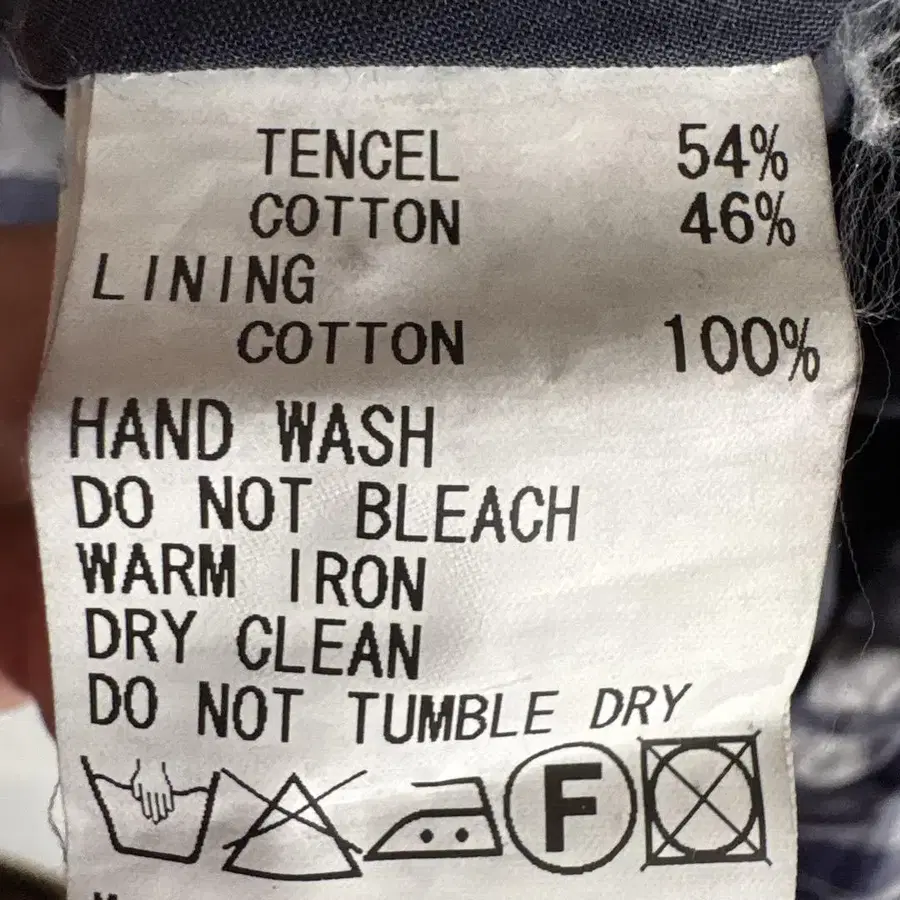 TENCEL 54%
COTTON 46%
LINING
COTTON 100%
HAND WASH
DO NOT BLEACH
WARM IRON
DRY CLEAN
DO NOT TUMBLE DRY
F